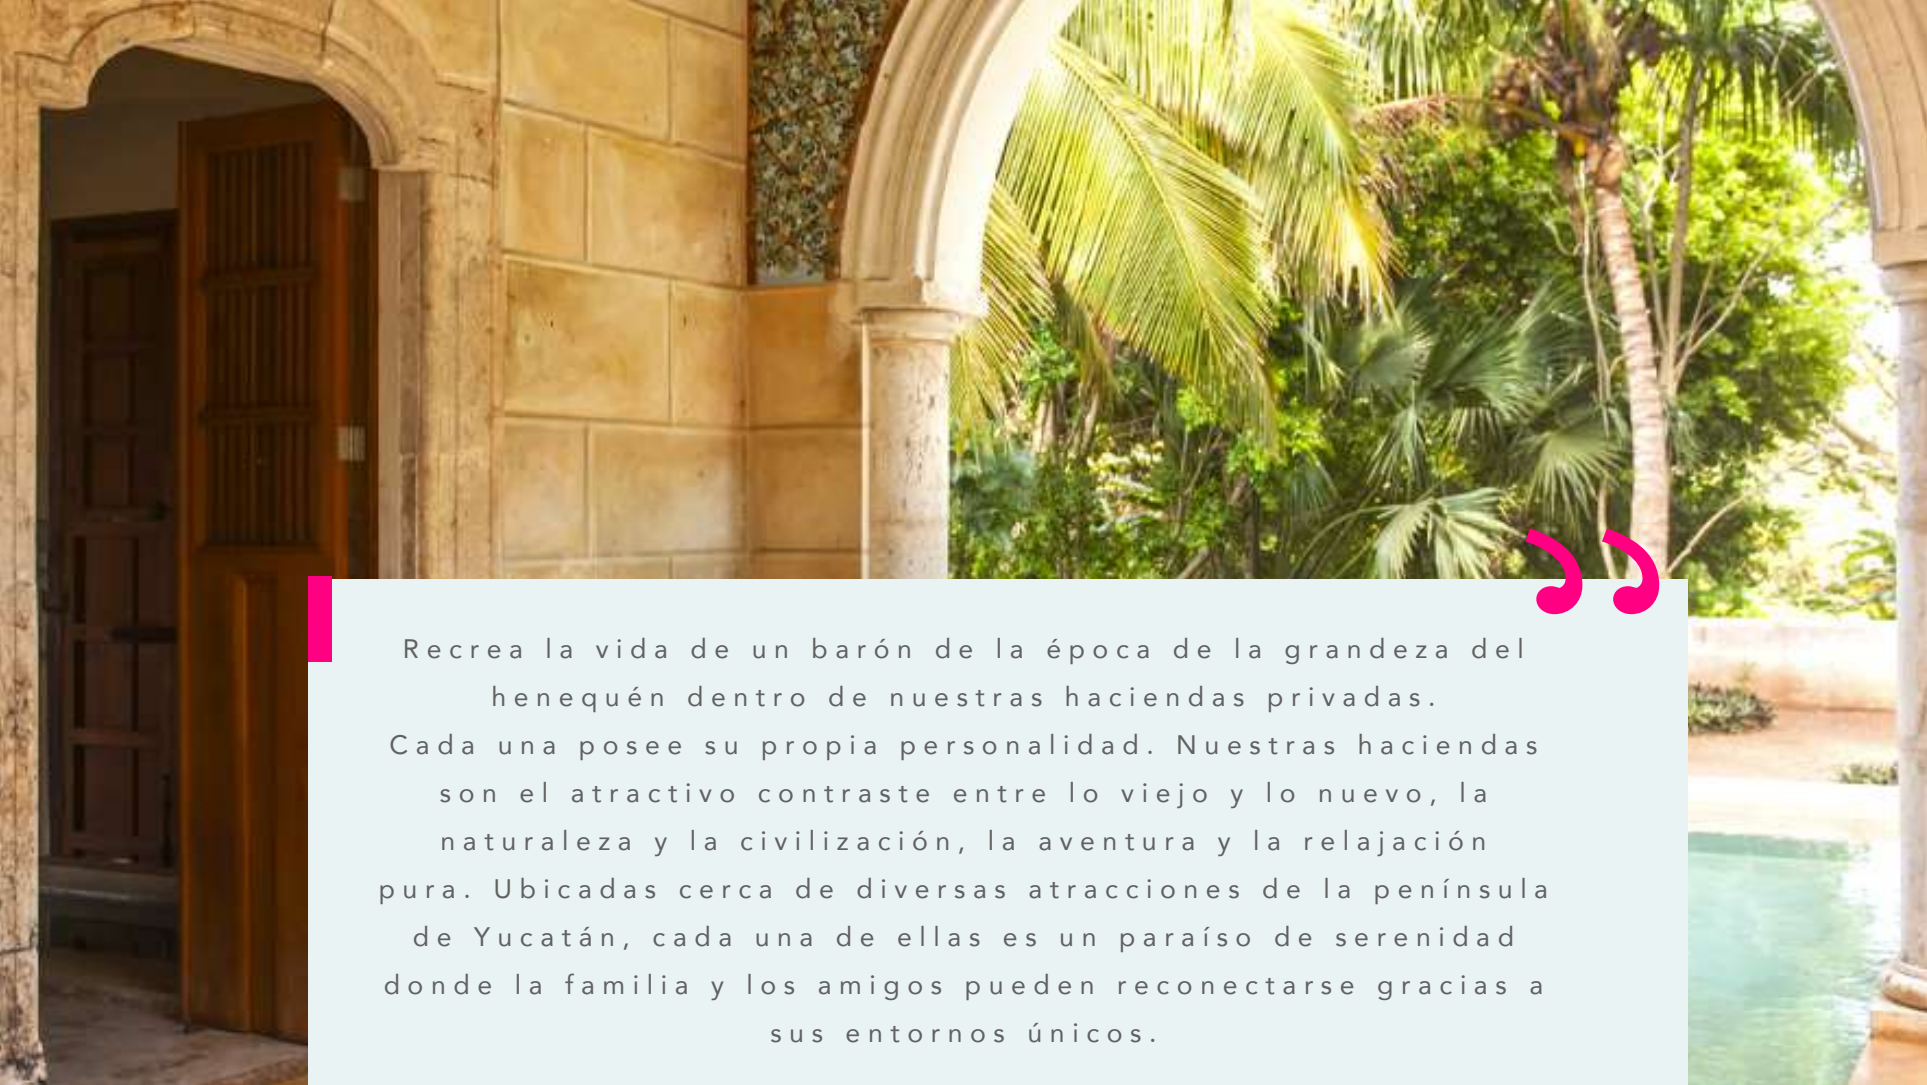 ”
Recrea la vida de un barón de la época de la grandeza del
henequén dentro de nuestras haciendas privadas.
Cada una posee su propia personalidad. Nuestras haciendas
son el atractivo contraste entre lo viejo y lo nuevo, la
naturaleza y la civilización, la aventura y la relajación
pura. Ubicadas cerca de diversas atracciones de la península
de Yucatán, cada una de ellas es un paraíso de serenidad
donde la familia y los amigos pueden reconectarse gracias a
sus entornos únicos.